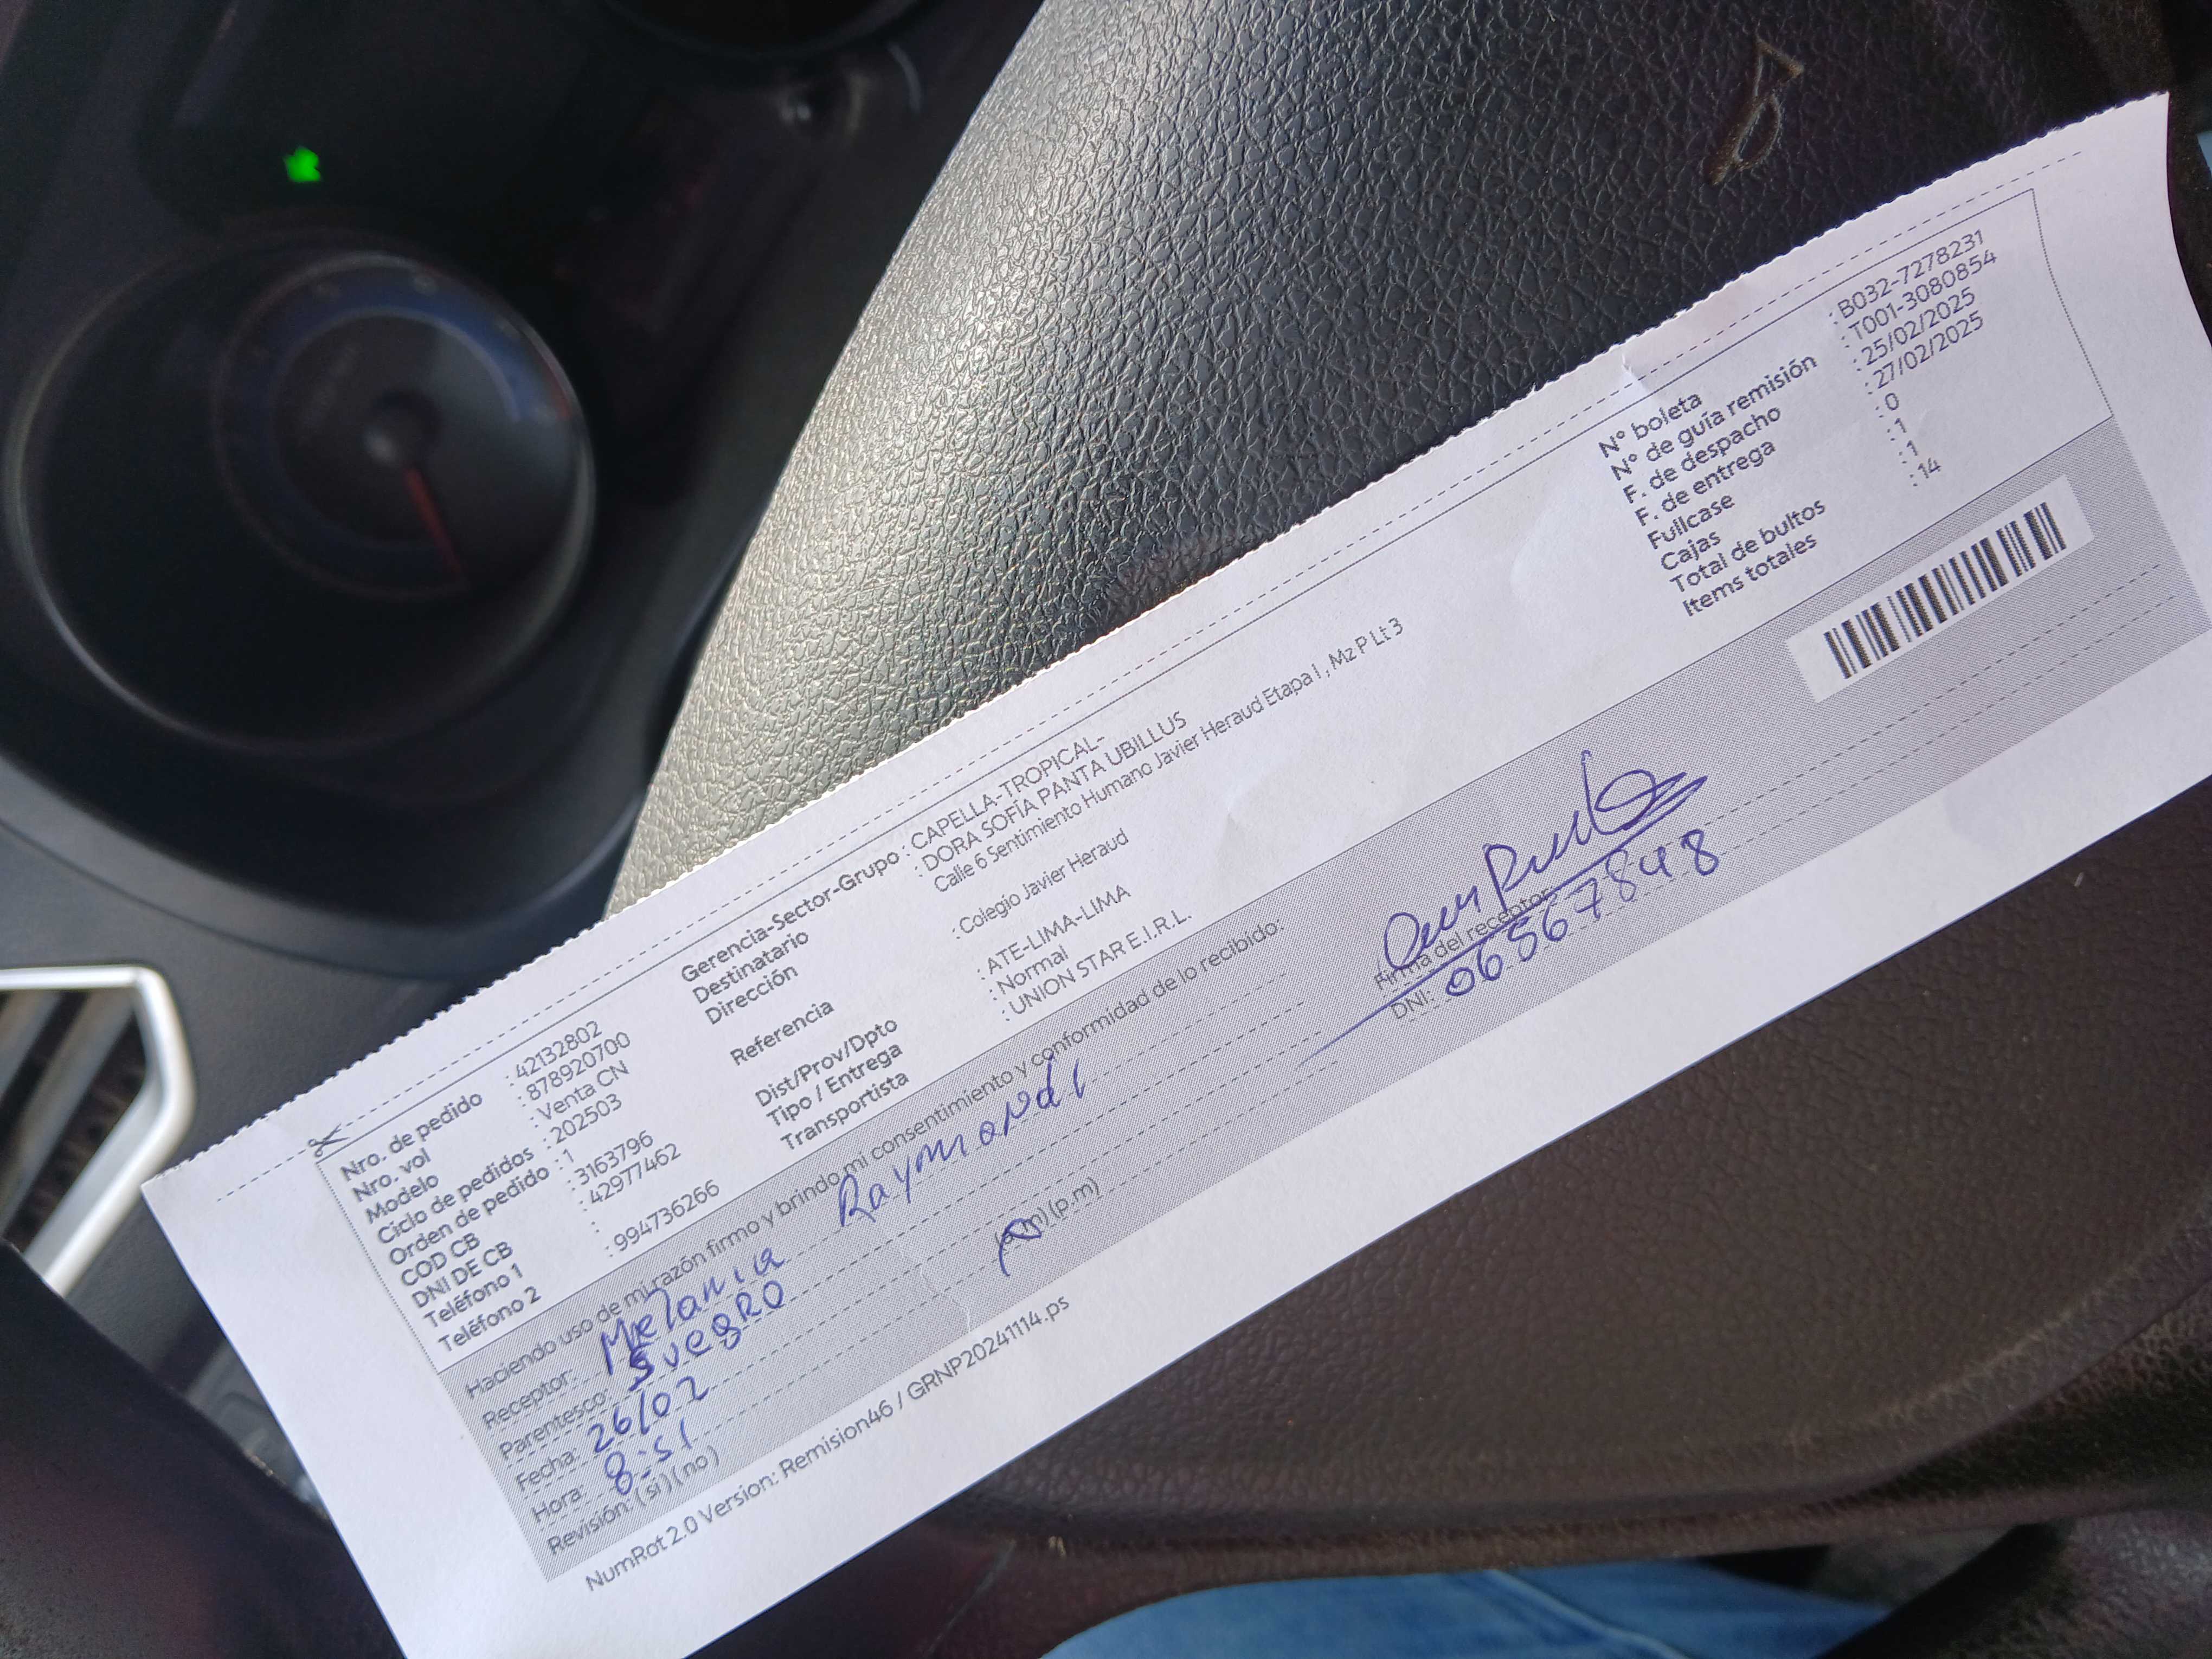 Nro. de pedido : 42132802
Nro. vol : 878920700
Modelo : Venta CN
Ciclo de pedidos : 202503
Orden de pedido : 1
COD CB : 3163796
DNI DE CB : 42977462
Teléfono 1 :
Teléfono 2 : 994736266
Gerencia-Sector-Grupo : CAPELLA-TROPICAL-
Destinatario : DORA SOFÍA PANTA UBILLUS
Dirección Calle 6 Sentimiento Humano Javier Heraud Etapa I , Mz P Lt 3
Referencia : Colegio Javier Heraud
Dist/Prov/Dpto : ATE-LIMA-LIMA
Tipo / Entrega : Normal
Transportista : UNION STAR E.I.R.L.
N° boleta : B032-7278231
N° de guía remisión : T001-3080854
F. de despacho : 25/02/2025
F. de entrega : 27/02/2025
Fullcase : 0
Cajas : 1
Total de bultos : 1
Items totales : 14
Haciendo uso de mi razón firmo y brindo mi consentimiento y conformidad de lo recibido:
Receptor: Melania Raymondi
Parentesco: SuegRO
Fecha: 26/02
Hora: 8:51 (a.m)(p.m)
Revisión: ( si ) ( no )
Firma del receptor:
DNI: 06567848
NumRot 2.0 Version: Remision46 / GRNP20241114.ps